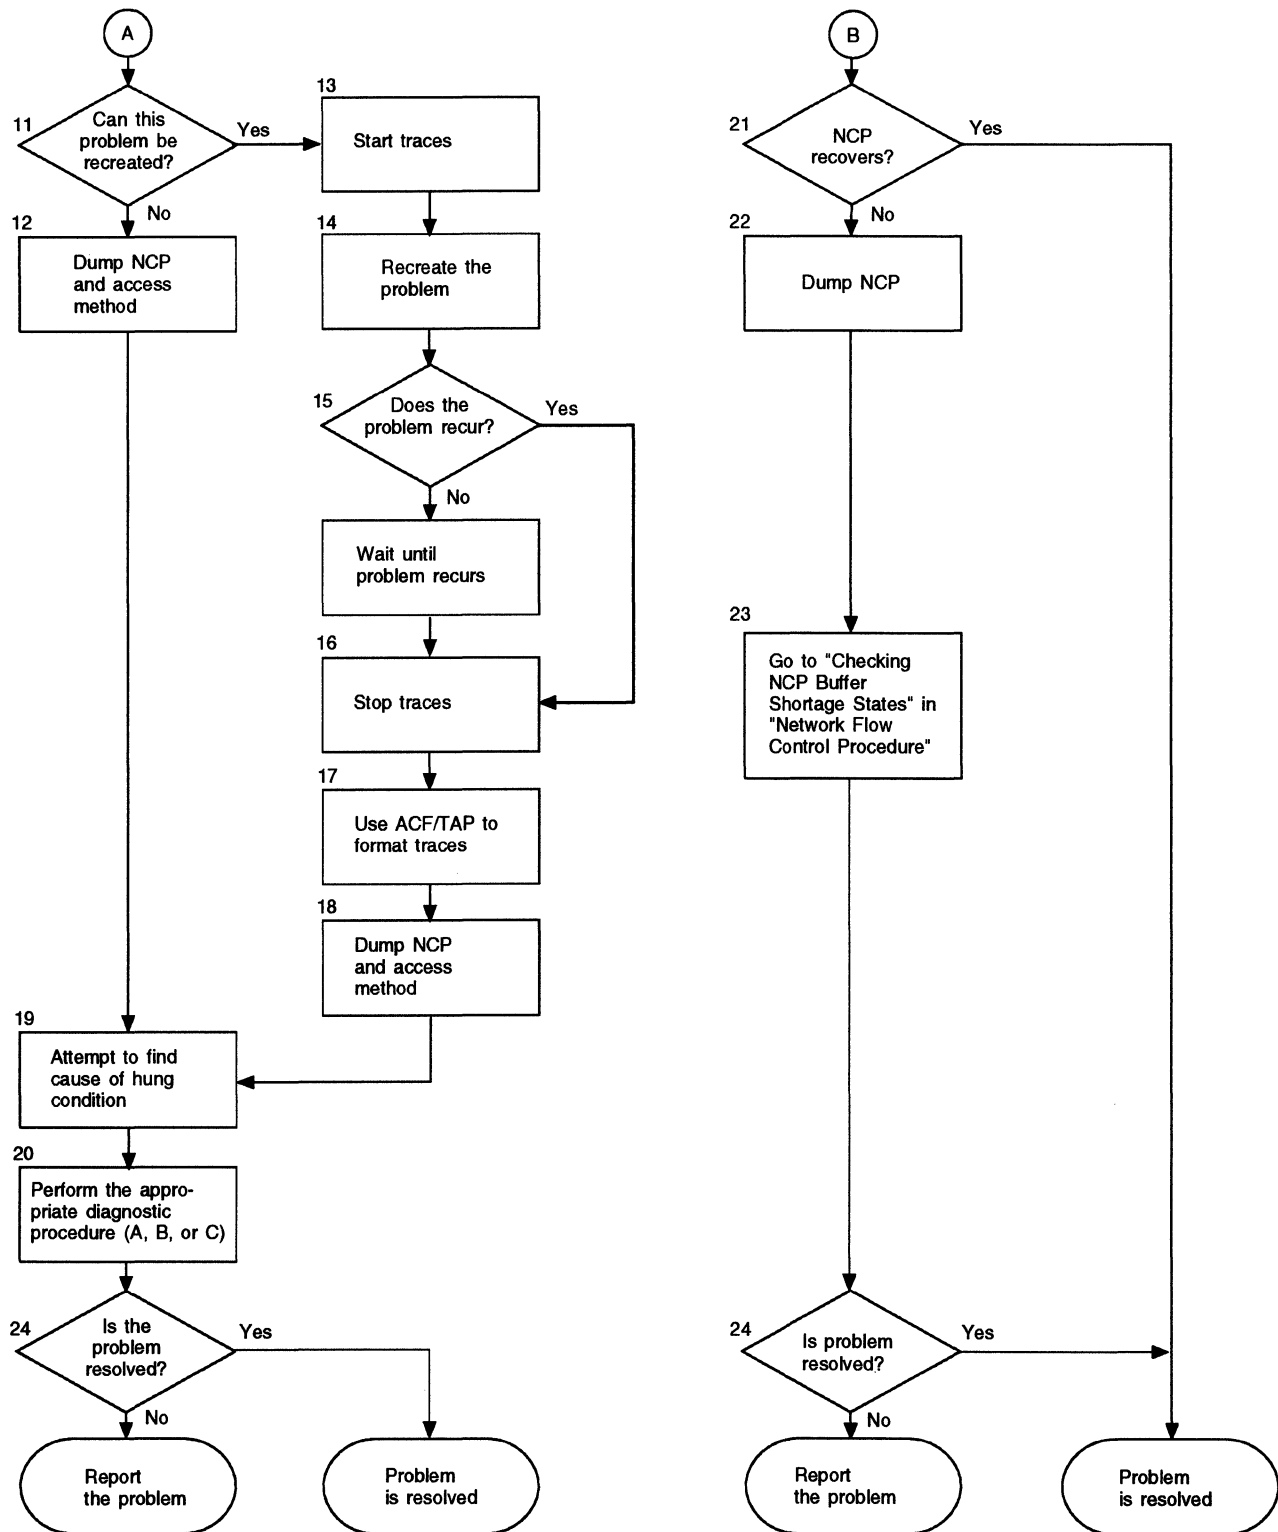 A
11
Can this
problem be
recreated?
Yes
No
12
Dump NCP
and access
method
13
Start traces
14
Recreate the
problem
15
Does the
problem recur?
Yes
No
Wait until
problem recurs
16
Stop traces
17
Use ACF/TAP to
format traces
18
Dump NCP
and access
method
19
Attempt to find
cause of hung
condition
20
Perform the appro-
priate diagnostic
procedure (A, B, or C)
24
Is the
problem
resolved?
Yes
No
Report
the problem
Problem
is resolved
B
21
NCP
recovers?
Yes
No
22
Dump NCP
23
Go to "Checking
NCP Buffer
Shortage States" in
"Network Flow
Control Procedure"
24
Is problem
resolved?
Yes
No
Report
the problem
Problem
is resolved